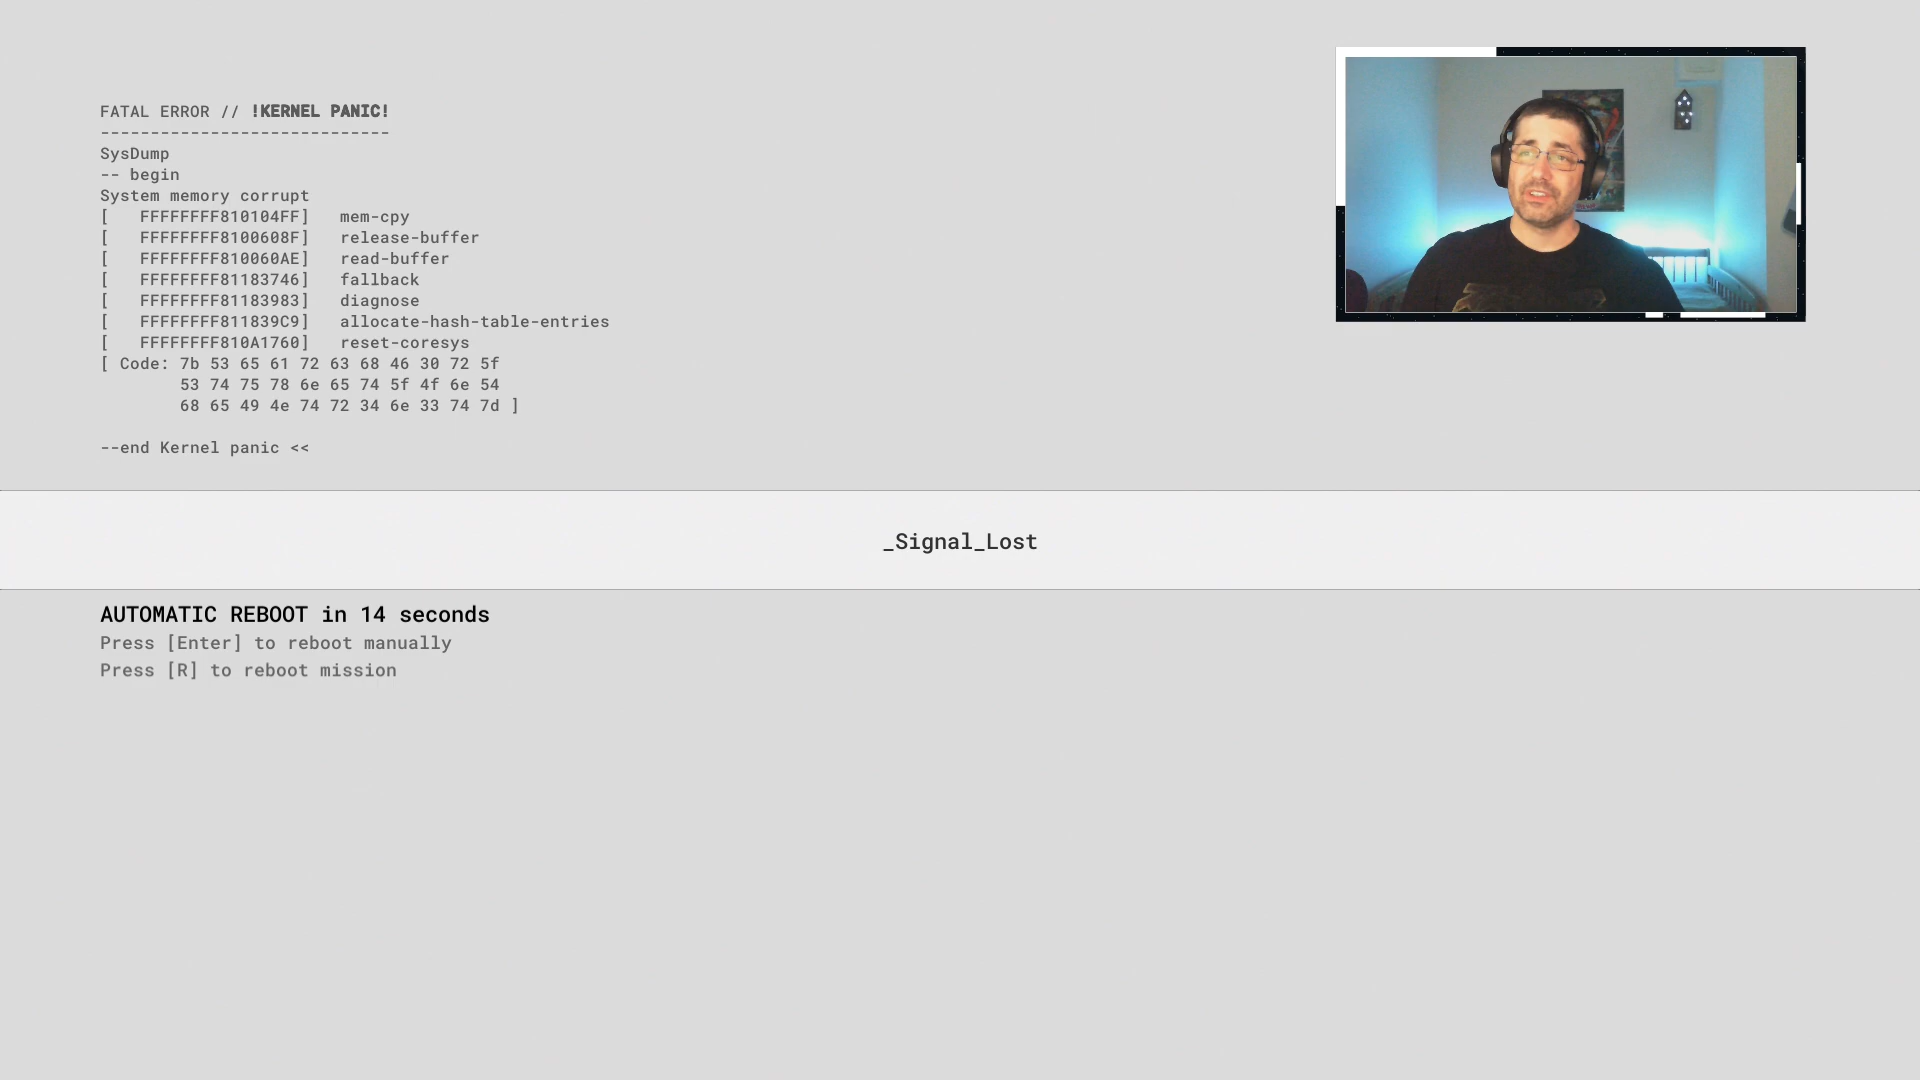 FATAL ERROR // !KERNEL PANIC!
-----------------------------
SysDump
-- begin
System memory corrupt
[   FFFFFFFF810104FF]   mem-cpy
[   FFFFFFFF8100608F]   release-buffer
[   FFFFFFFF810060AE]   read-buffer
[   FFFFFFFF81183746]   fallback
[   FFFFFFFF81183983]   diagnose
[   FFFFFFFF811839C9]   allocate-hash-table-entries
[   FFFFFFFF810A1760]   reset-coresys
[ Code: 7b 53 65 61 72 63 68 46 30 72 5f
        53 74 75 78 6e 65 74 5f 4f 6e 54
        68 65 49 4e 74 72 34 6e 33 74 7d ]
--end Kernel panic <<
_Signal_Lost
AUTOMATIC REBOOT in 14 seconds
Press [Enter] to reboot manually
Press [R] to reboot mission